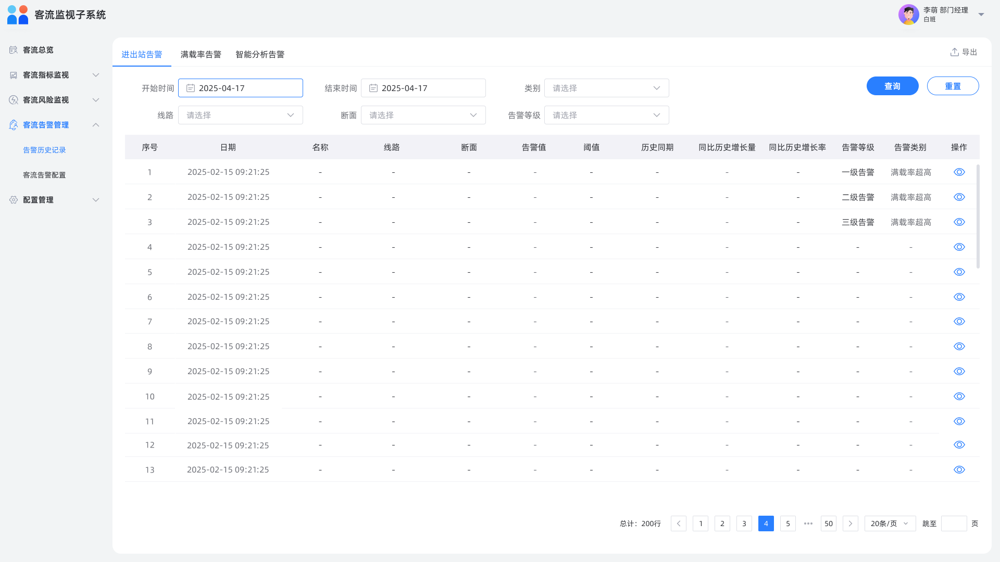 客流监视子系统
李萌 部门经理
白班
客流总览
客流指标监视
客流风险监视
客流告警管理
告警历史记录
客流告警配置
配置管理
进出站告警 满载率告警 智能分析告警
导出
开始时间 2025-04-17 结束时间 2025-04-17 类别 请选择 查询 重置
线路 请选择 断面 请选择 告警等级 请选择
序号 日期 名称 线路 断面 告警值 阈值 历史同期 同比历史增长量 同比历史增长率 告警等级 告警类别 操作
1 2025-02-15 09:21:25 - - - - - - - - 一级告警 满载率超高
2 2025-02-15 09:21:25 - - - - - - - - 二级告警 满载率超高
3 2025-02-15 09:21:25 - - - - - - - - 三级告警 满载率超高
4 2025-02-15 09:21:25 - - - - - - - - - -
5 2025-02-15 09:21:25 - - - - - - - - - -
6 2025-02-15 09:21:25 - - - - - - - - - -
7 2025-02-15 09:21:25 - - - - - - - - - -
8 2025-02-15 09:21:25 - - - - - - - - - -
9 2025-02-15 09:21:25 - - - - - - - - - -
10 2025-02-15 09:21:25 - - - - - - - - - -
11 2025-02-15 09:21:25 - - - - - - - - - -
12 2025-02-15 09:21:25 - - - - - - - - - -
13 2025-02-15 09:21:25 - - - - - - - - - -
总计：200行 1 2 3 4 5 ••• 50 20条/页 跳至 页